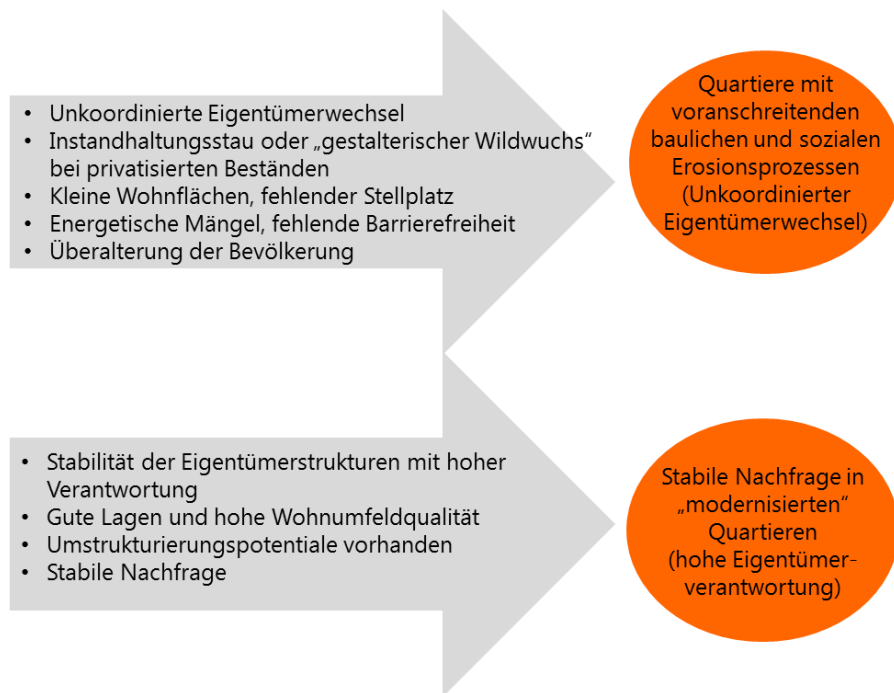 • Unkoordinierte Eigentümerwechsel
• Instandhaltungsstau oder „gestalterischer Wildwuchs“
bei privatisierten Beständen
• Kleine Wohnflächen, fehlender Stellplatz
• Energetische Mängel, fehlende Barrierefreiheit
• Überalterung der Bevölkerung
Quartiere mit
voranschreitenden
baulichen und sozialen
Erosionsprozessen
(Unkoordinierter
Eigentümerwechsel)
• Stabilität der Eigentümerstrukturen mit hoher
Verantwortung
• Gute Lagen und hohe Wohnumfeldqualität
• Umstrukturierungspotentiale vorhanden
• Stabile Nachfrage
Stabile Nachfrage in
„modernisierten“
Quartieren
(hohe Eigentümer-
verantwortung)